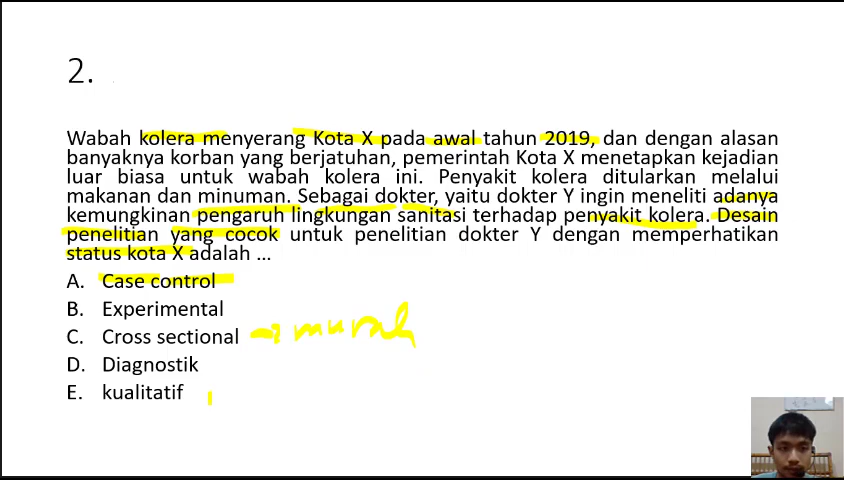 2.
Wabah kolera menyerang Kota X pada awal tahun 2019, dan dengan alasan
banyaknya korban yang berjatuhan, pemerintah Kota X menetapkan kejadian
luar biasa untuk wabah kolera ini. Penyakit kolera ditularkan melalui
makanan dan minuman. Sebagai dokter, yaitu dokter Y ingin meneliti adanya
kemungkinan pengaruh lingkungan sanitasi terhadap penyakit kolera. Desain
penelitian yang cocok untuk penelitian dokter Y dengan memperhatikan
status kota X adalah ...
A. Case control
B. Experimental
C. Cross sectional → murah
D. Diagnostik
E. kualitatif